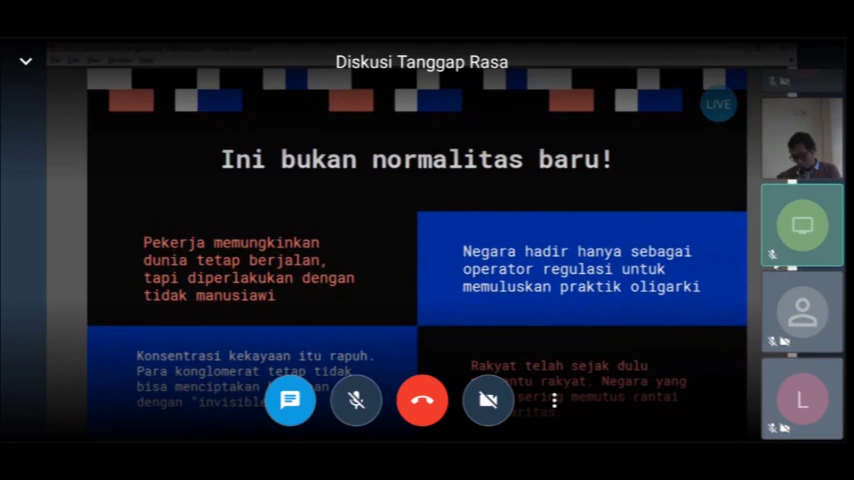 Diskusi Tanggap Rasa
LIVE
Ini bukan normalitas baru!
Pekerja memungkinkan
dunia tetap berjalan,
tapi diperlakukan dengan
tidak manusiawi
Negara hadir hanya sebagai
operator regulasi untuk
memuluskan praktik oligarki
Konsentrasi kekayaan itu rapuh.
Para konglomerat tetap tidak
bisa menciptakan
dengan "invisible
Rakyat telah sejak dulu
rakyat. Negara yang
sering memutus rantai
L